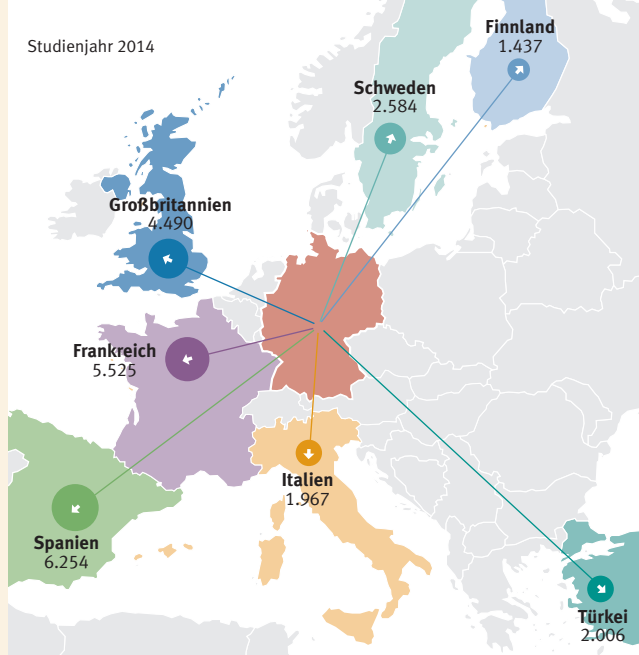 Studienjahr 2014
Finnland
1.437
Schweden
2.584
Großbritannien
4.490
Frankreich
5.525
Italien
1.967
Spanien
6.254
Türkei
2.006